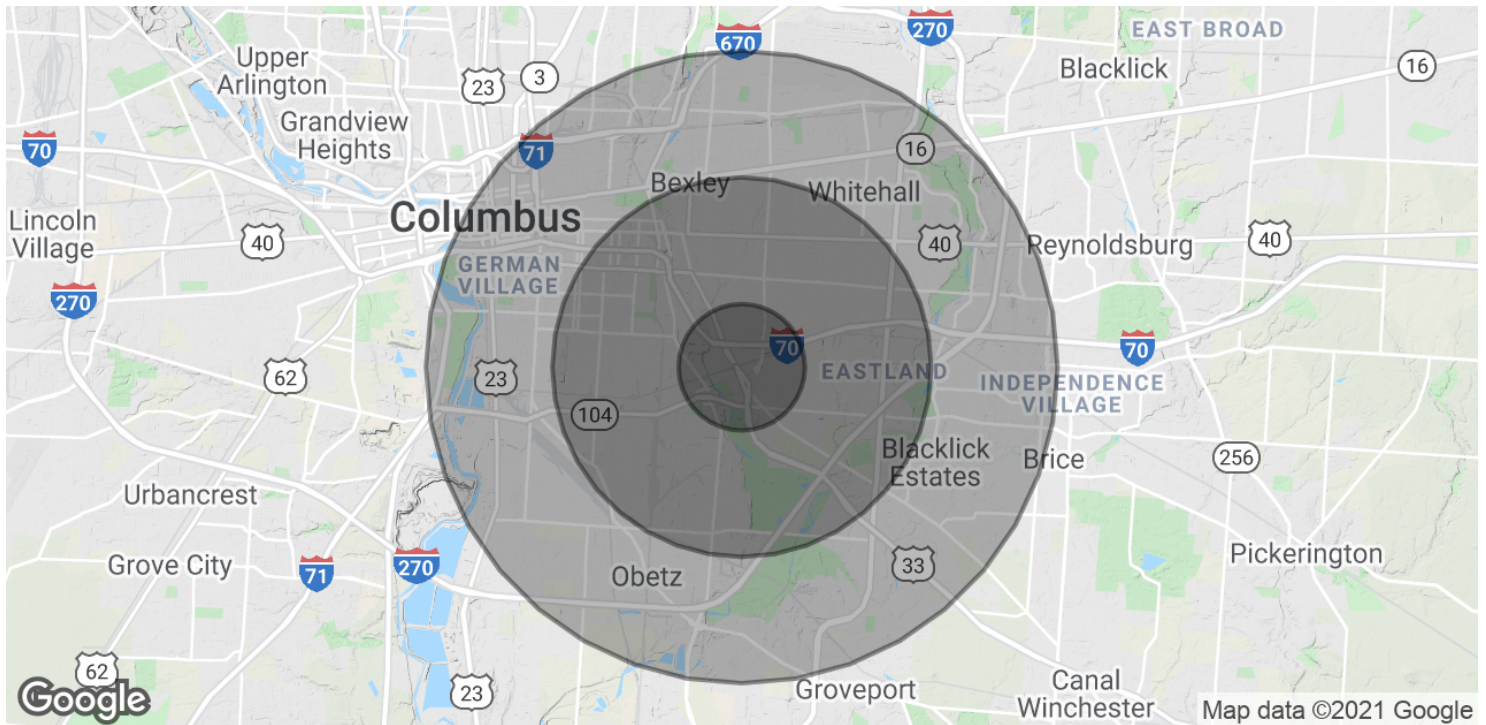 670
270
EAST BROAD
Upper
Arlington
23
3
Blacklick
16
Grandview
Heights
70
71
16
Bexley
Whitehall
Columbus
Lincoln
Village
40
40
Reynoldsburg
40
GERMAN
VILLAGE
270
70
70
62
23
EASTLAND
INDEPENDENCE
VILLAGE
104
Blacklick
Estates
Brice
256
Urbancrest
Grove City
71
270
Obetz
33
Pickerington
62
Google
23
Groveport
Canal
Winchester
Map data ©2021 Google